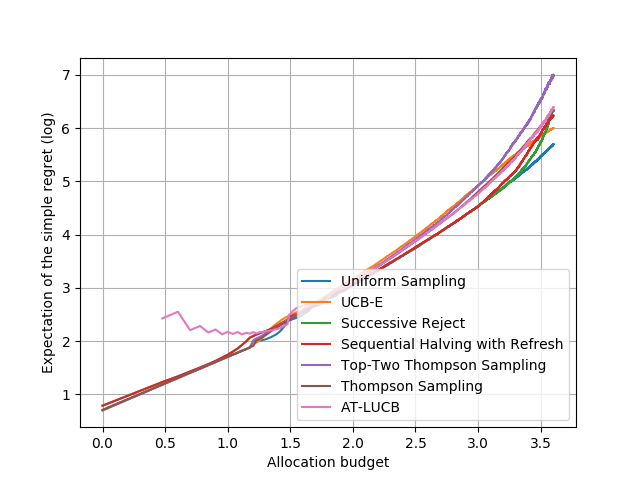 7
6
5
4
3
2
1
Expectation of the simple regret (log)
Uniform Sampling
UCB-E
Successive Reject
Sequential Halving with Refresh
Top-Two Thompson Sampling
Thompson Sampling
AT-LUCB
0.0 0.5 1.0 1.5 2.0 2.5 3.0 3.5
Allocation budget